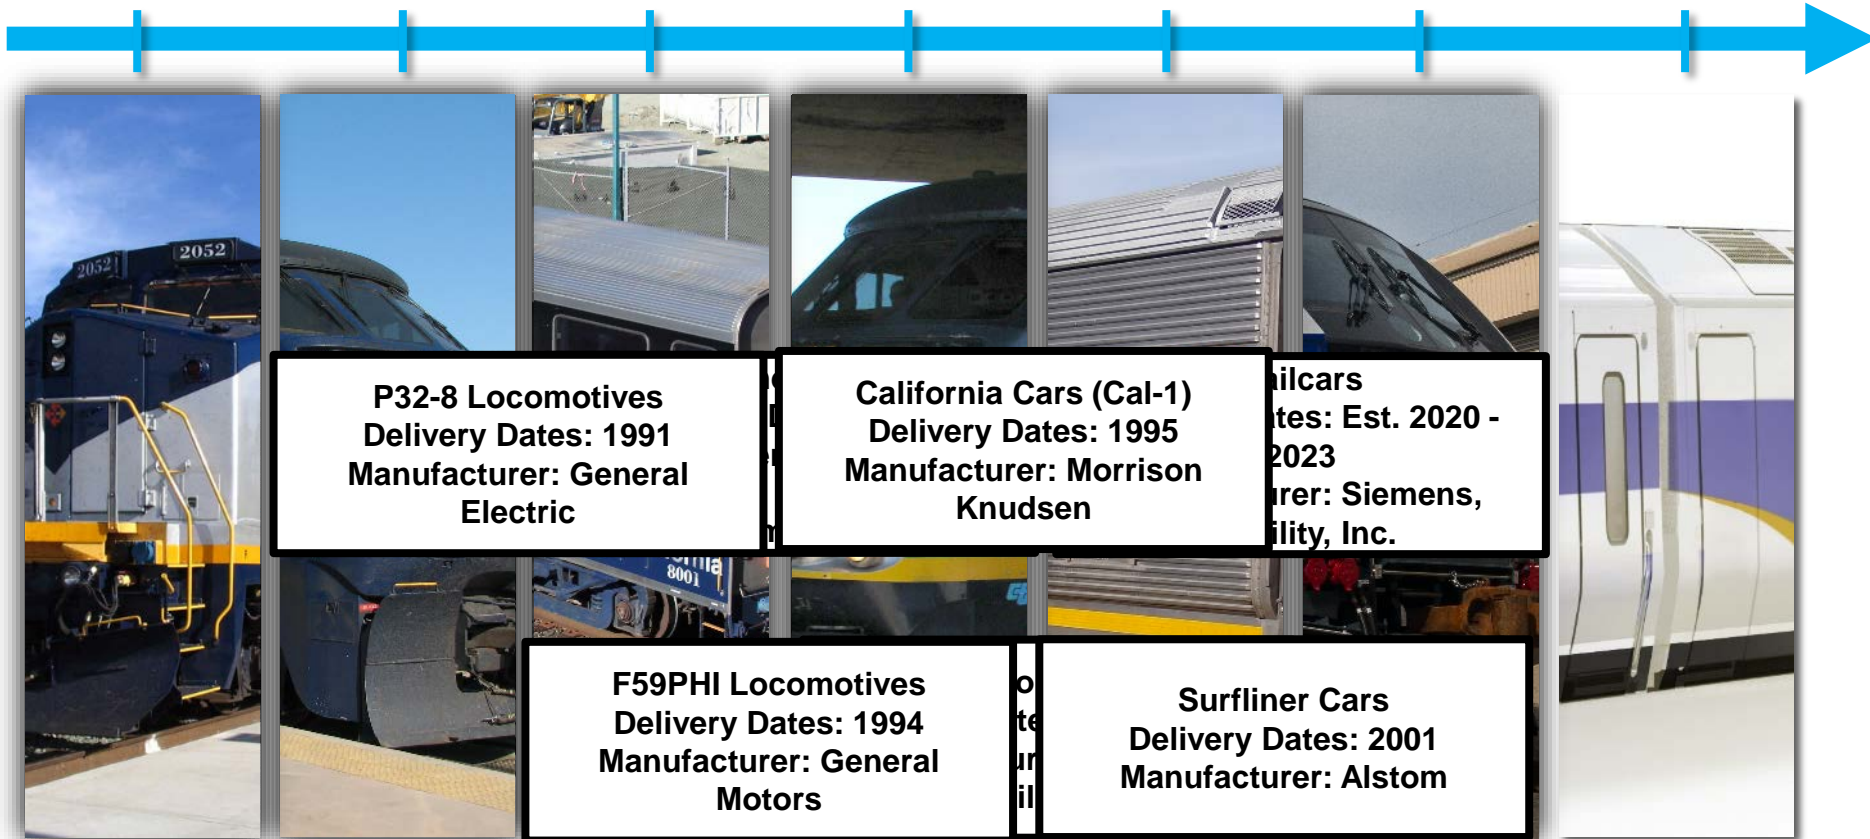 2052
2052
P32-8 Locomotives
Delivery Dates: 1991
Manufacturer: General
Electric
California Cars (Cal-1)
Delivery Dates: 1995
Manufacturer: Morrison
Knudsen
ilcars
tes: Est. 2020 -
2023
rer: Siemens,
ility, Inc.
8001
F59PHI Locomotives
Delivery Dates: 1994
Manufacturer: General
Motors
Surfliner Cars
Delivery Dates: 2001
Manufacturer: Alstom